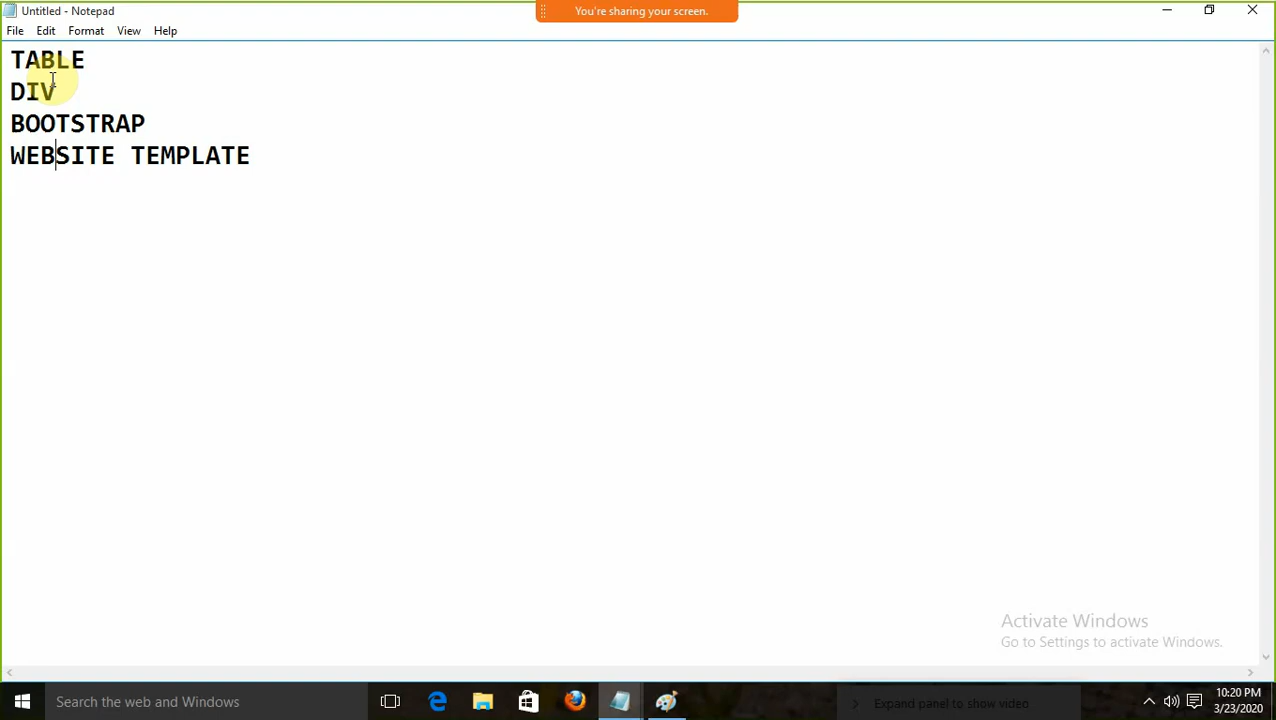 Untitled - Notepad
You're sharing your screen.
File Edit Format View Help
TABLE
DIV
BOOTSTRAP
WEBSITE TEMPLATE
Activate Windows
Go to Settings to activate Windows.
Search the web and Windows
Expand panel to show video
10:20 PM
3/23/2020